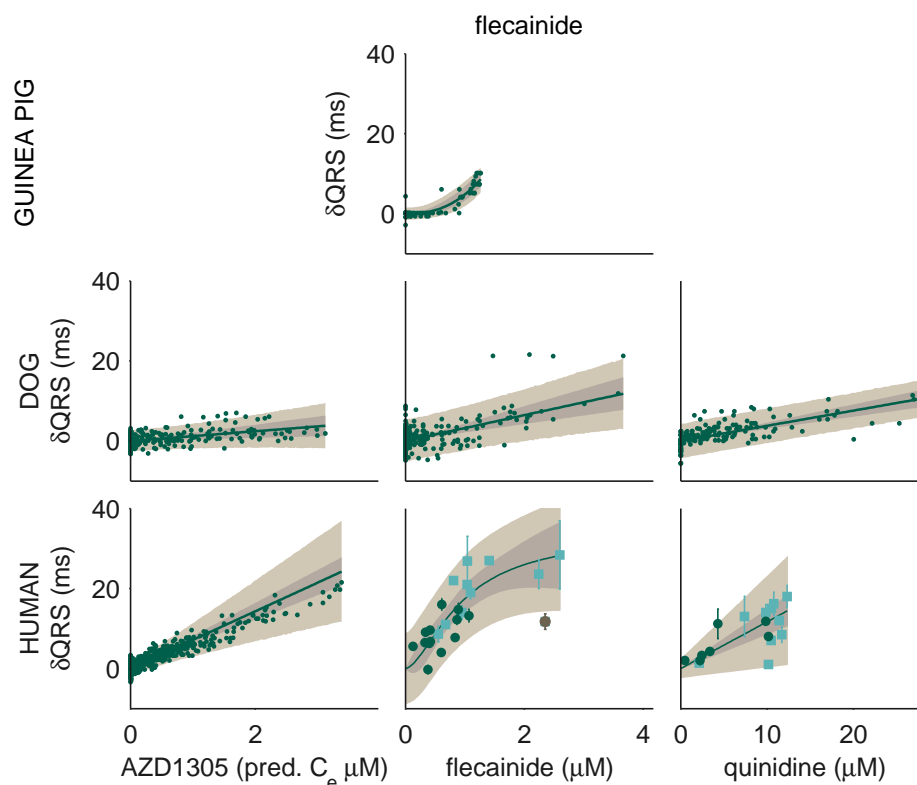 flecainide
GUINEA PIG
δQRS (ms)
40
20
0
DOG
δQRS (ms)
40
20
0
HUMAN
δQRS (ms)
40
20
0
0 2
0 2 4
0 10 20
AZD1305 (pred. Ce µM)
flecainide (µM)
quinidine (µM)